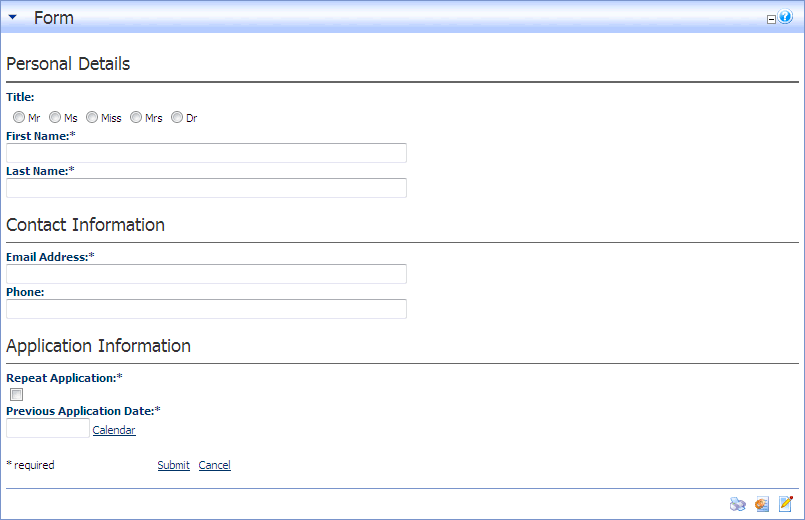 Form
Personal Details
Title:
Mr Ms Miss Mrs Dr
First Name:*
Last Name:*
Contact Information
Email Address:*
Phone:
Application Information
Repeat Application:*
Previous Application Date:*
Calendar
* required Submit Cancel